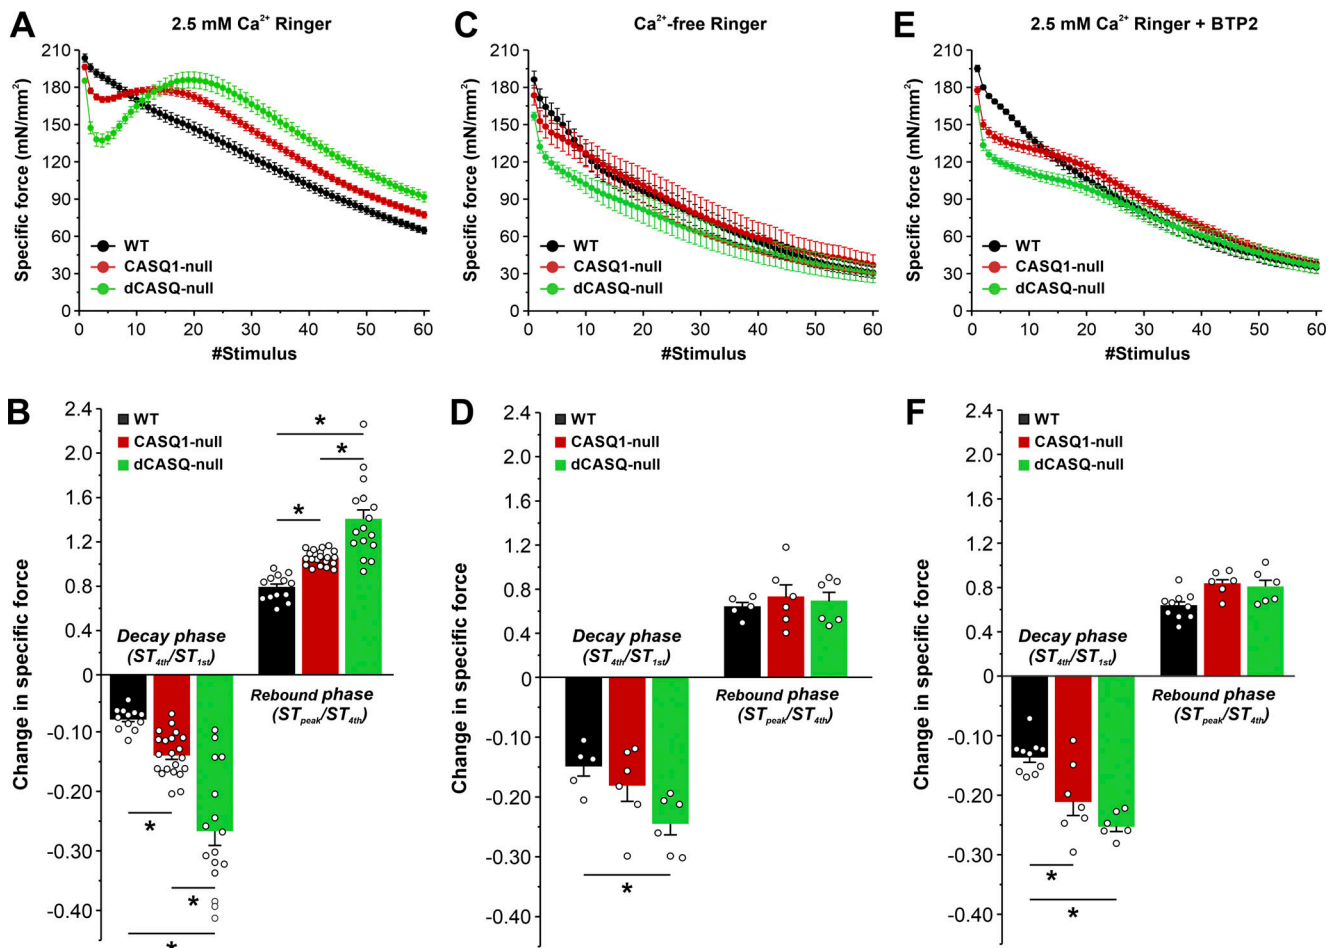 A
2.5 mM Ca²⁺ Ringer
Specific force (mN/mm²)
210
180
150
120
90
60
30
0
WT
CASQ1-null
dCASQ-null
0 10 20 30 40 50 60
#Stimulus
C
Ca²⁺-free Ringer
Specific force (mN/mm²)
210
180
150
120
90
60
30
0
WT
CASQ1-null
dCASQ-null
0 10 20 30 40 50 60
#Stimulus
E
2.5 mM Ca²⁺ Ringer + BTP2
Specific force (mN/mm²)
210
180
150
120
90
60
30
0
WT
CASQ1-null
dCASQ-null
0 10 20 30 40 50 60
#Stimulus
B
Change in specific force
2.4
2.0
1.6
1.2
0.8
0.4
0
-0.10
-0.20
-0.30
-0.40
WT
CASQ1-null
dCASQ-null
*
*
*
Decay phase
(ST4th/ST1st)
Rebound phase
(STpeak/ST4th)
*
*
*
D
Change in specific force
2.4
2.0
1.6
1.2
0.8
0.4
0
-0.10
-0.20
-0.30
-0.40
WT
CASQ1-null
dCASQ-null
Decay phase
(ST4th/ST1st)
Rebound phase
(STpeak/ST4th)
*
F
Change in specific force
2.4
2.0
1.6
1.2
0.8
0.4
0
-0.10
-0.20
-0.30
-0.40
WT
CASQ1-null
dCASQ-null
Decay phase
(ST4th/ST1st)
Rebound phase
(STpeak/ST4th)
*
*